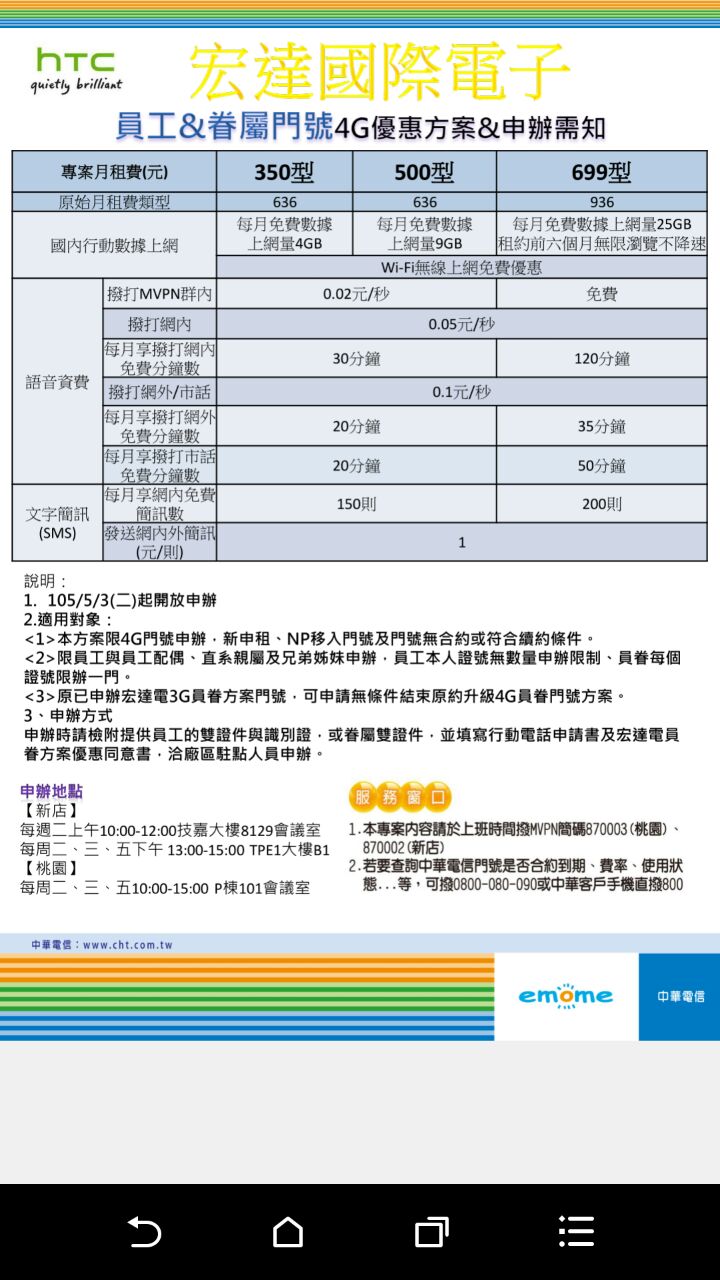 htc
quietly brilliant
宏達國際電子
員工&眷屬門號4G優惠方案&申辦需知
專案月租費(元) 350型 500型 699型
原始月租費類型 636 636 936
國內行動數據上網
每月免費數據
上網量4GB
每月免費數據
上網量9GB
每月免費數據上網量25GB
租約前六個月無限瀏覽不降速
Wi-Fi無線上網免費優惠
語音資費
撥打MVPN群內 0.02元/秒 免費
撥打網內 0.05元/秒
每月享撥打網內
免費分鐘數
30分鐘 120分鐘
撥打網外/市話 0.1元/秒
每月享撥打網外
免費分鐘數
20分鐘 35分鐘
每月享撥打市話
免費分鐘數
20分鐘 50分鐘
文字簡訊
(SMS)
每月享網內免費
簡訊數
150則 200則
發送網內外簡訊
(元/則)
1
說明：
1. 105/5/3(二)起開放申辦
2.適用對象：
<1>本方案限4G門號申辦，新申租、NP移入門號及門號無合約或符合續約條件。
<2>限員工與員工配偶、直系親屬及兄弟姊妹申辦，員工本人證號無數量申辦限制、員眷每個
證號限辦一門。
<3>原已申辦宏達電3G員眷方案門號，可申請無條件結束原約升級4G員眷門號方案。
3、申辦方式
申辦時請檢附提供員工的雙證件與識別證，或眷屬雙證件，並填寫行動電話申請書及宏達電員
眷方案優惠同意書，洽廠區駐點人員申辦。
申辦地點
【新店】
每週二上午10:00-12:00技嘉大樓8129會議室
每周二、三、五下午 13:00-15:00 TPE1大樓B1
【桃園】
每周二、三、五10:00-15:00 P棟101會議室
服務窗口
1.本專案內容請於上班時間撥MVPN簡碼870003(桃園)、
870002(新店)
2.若要查詢中華電信門號是否合約到期、費率、使用狀
態...等，可撥0800-080-090或中華客戶手機直撥800
中華電信：www.cht.com.tw
emome
中華電信